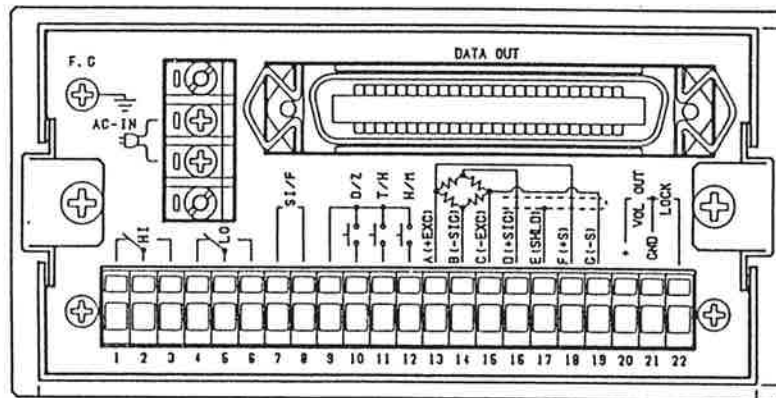 F.G
DATA OUT
AC-IN
HI
LO
SI/F
D/Z
T/H
H/M
A(+EXC)
B(-SIG)
C(-EXC)
D(+SIG)
E(SHLD)
F(+S)
G(-S)
+ VOL OUT
GND
LOCK
1 2 3 4 5 6 7 8 9 10 11 12 13 14 15 16 17 18 19 20 21 22